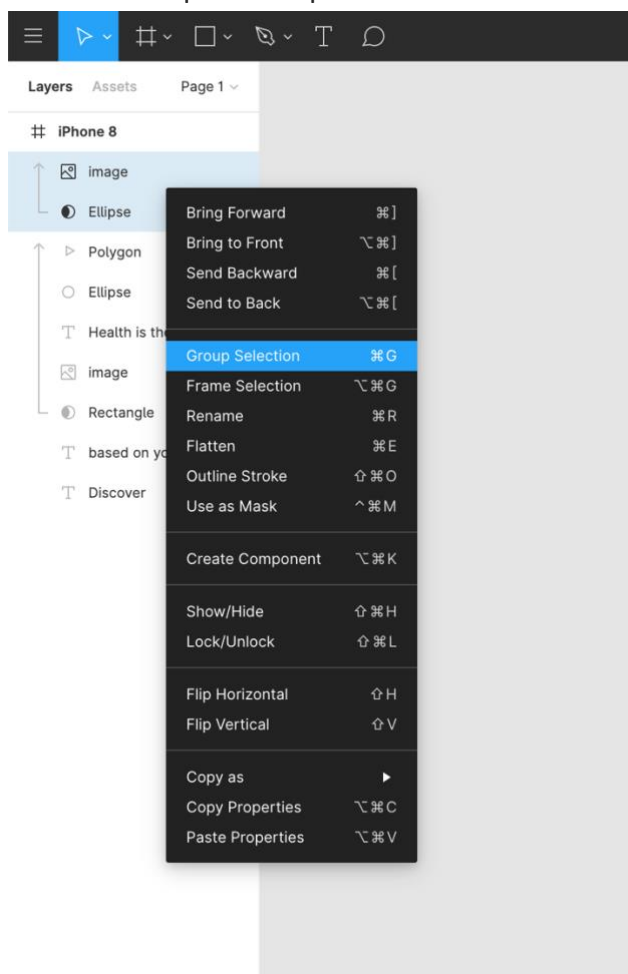 Layers Assets Page 1
iPhone 8
image
Ellipse
Polygon
Ellipse
Health is the
image
Rectangle
based on yo
Discover
Bring Forward ⌘]
Bring to Front ⌥⌘]
Send Backward ⌘[
Send to Back ⌥⌘[
Group Selection ⌘G
Frame Selection ⌥⌘G
Rename ⌘R
Flatten ⌘E
Outline Stroke ⇧⌘O
Use as Mask ^⌘M
Create Component ⌥⌘K
Show/Hide ⇧⌘H
Lock/Unlock ⇧⌘L
Flip Horizontal ⇧H
Flip Vertical ⇧V
Copy as
Copy Properties ⌥⌘C
Paste Properties ⌥⌘V